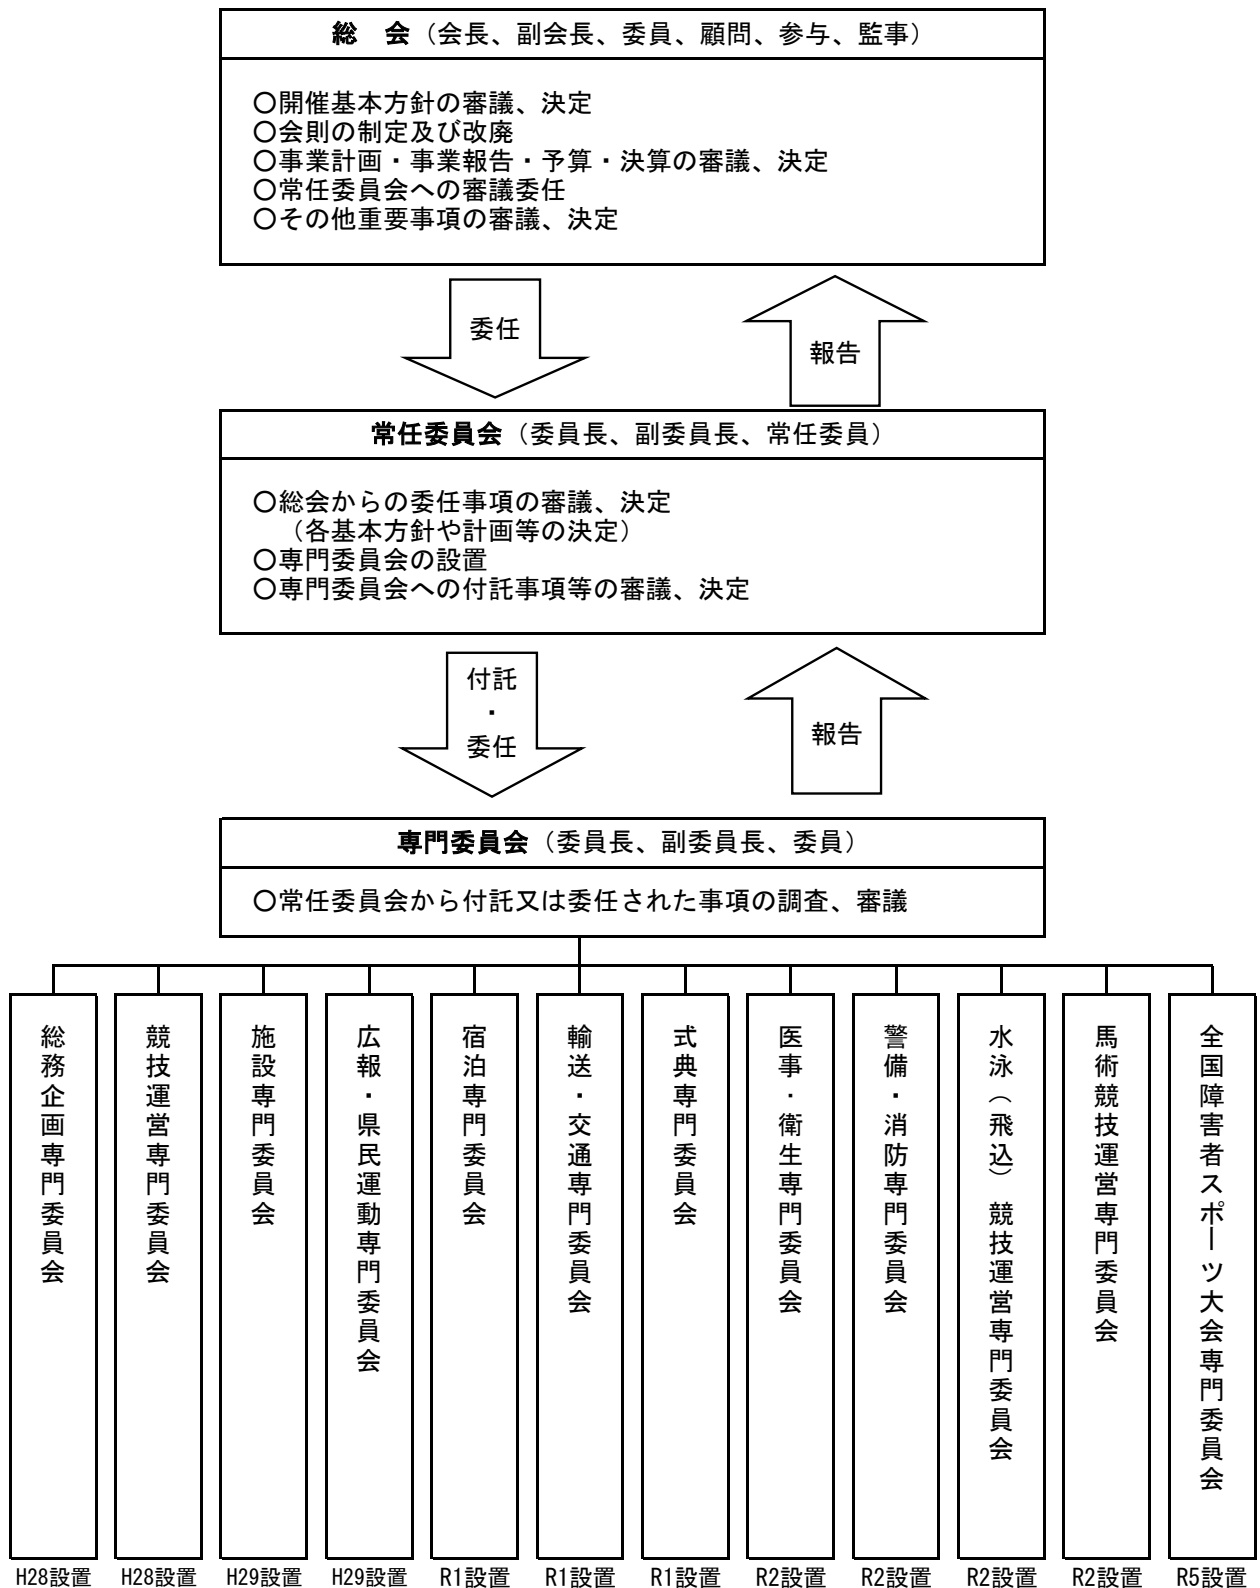 総　会（会長、副会長、委員、顧問、参与、監事）
〇開催基本方針の審議、決定
〇会則の制定及び改廃
〇事業計画・事業報告・予算・決算の審議、決定
〇常任委員会への審議委任
〇その他重要事項の審議、決定
委任
報告
常任委員会（委員長、副委員長、常任委員）
〇総会からの委任事項の審議、決定
（各基本方針や計画等の決定）
〇専門委員会の設置
〇専門委員会への付託事項等の審議、決定
付託
・
委任
報告
専門委員会（委員長、副委員長、委員）
〇常任委員会から付託又は委任された事項の調査、審議
総務企画専門委員会
競技運営専門委員会
施設専門委員会
広報・県民運動専門委員会
宿泊専門委員会
輸送・交通専門委員会
式典専門委員会
医事・衛生専門委員会
警備・消防専門委員会
水泳（飛込）競技運営専門委員会
馬術競技運営専門委員会
全国障害者スポーツ大会専門委員会
H28設置
H28設置
H29設置
H29設置
R1設置
R1設置
R1設置
R2設置
R2設置
R2設置
R2設置
R5設置